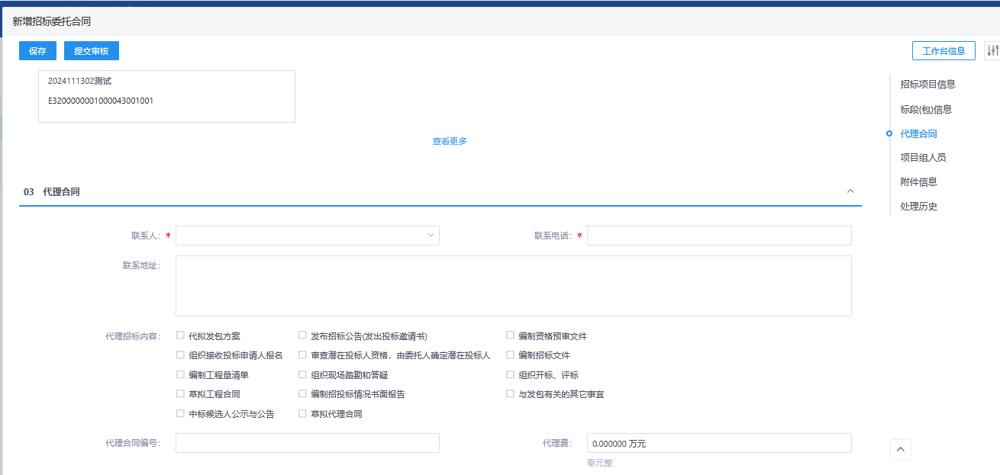 新增招标委托合同
保存 提交审核 工作台信息
2024111302测试
E3200000001000043001001
查看更多
招标项目信息
标段(包)信息
代理合同
项目组人员
附件信息
处理历史
03 代理合同
联系人: * 联系电话: *
联系地址:
代理招标内容: 代拟发包方案 发布招标公告(发出投标邀请书) 编制资格预审文件
组织接收投标申请人报名 审查潜在投标人资格，由委托人确定潜在投标人 编制招标文件
编制工程量清单 组织现场踏勘和答疑 组织开标、评标
草拟工程合同 编制招投标情况书面报告 与发包有关的其它事宜
中标候选人公示与公告 草拟代理合同
代理合同编号: 代理费: 0.000000 万元
零元整